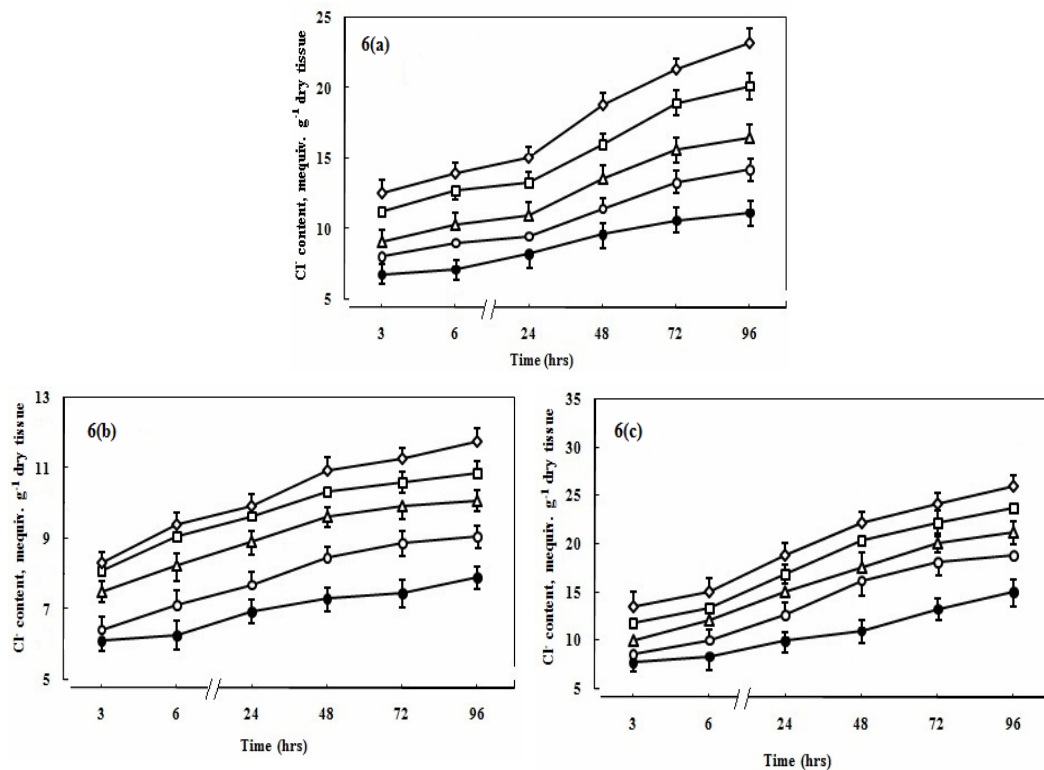 6(a)
Cl⁻ content, mequiv. g⁻¹ dry tissue
25
20
15
10
5
3 6 24 48 72 96
Time (hrs)
6(b)
Cl⁻ content, mequiv. g⁻¹ dry tissue
13
11
9
7
5
3 6 24 48 72 96
Time (hrs)
6(c)
Cl⁻ content, mequiv. g⁻¹ dry tissue
35
30
25
20
15
10
5
3 6 24 48 72 96
Time (hrs)